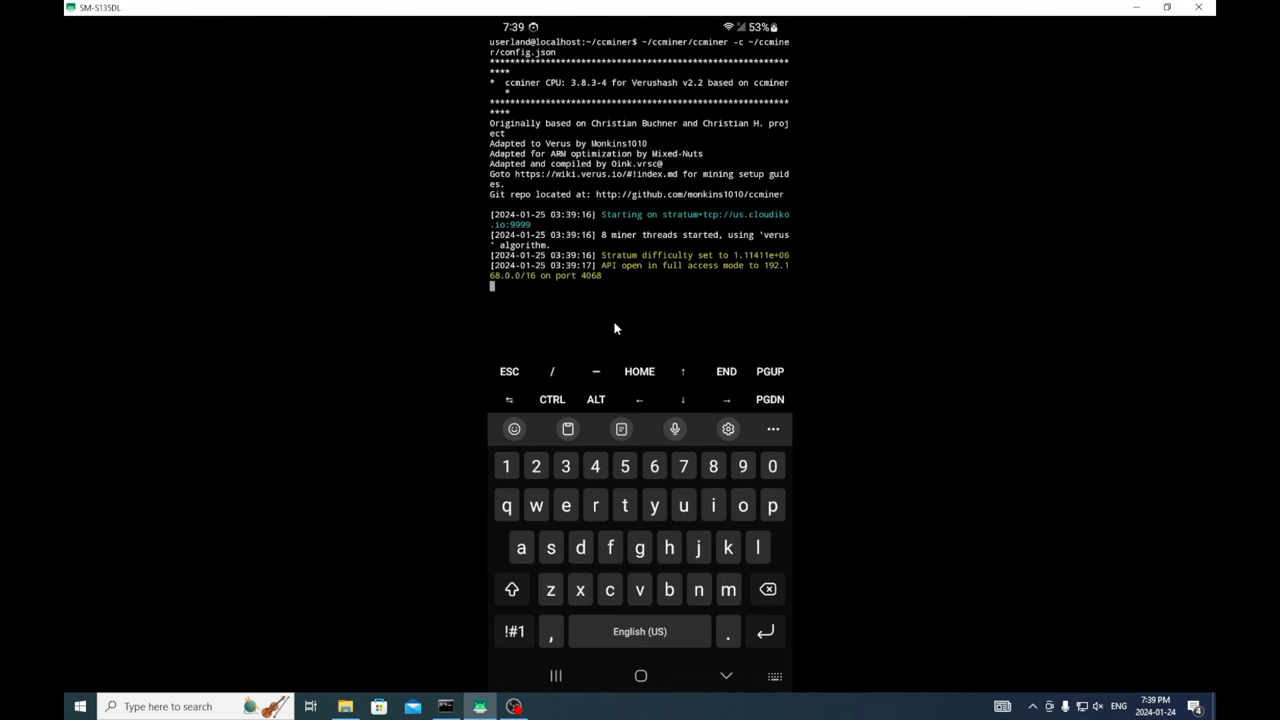 SM-S135DL
7:39
53%
userland@localhost:~/ccminer$ ~/ccminer/ccminer -c ~/ccmine
r/config.json
***********************************************************
****
*  ccminer CPU: 3.8.3-4 for Verushash v2.2 based on ccminer
*
***********************************************************
****
Originally based on Christian Buchner and Christian H. proj
ect
Adapted to Verus by Monkins1010
Adapted for ARM optimization by Mixed-Nuts
Adapted and compiled by Oink.vrsc@
Goto https://wiki.verus.io/#!index.md for mining setup guid
es.
Git repo located at: http://github.com/monkins1010/ccminer
[2024-01-25 03:39:16] Starting on stratum+tcp://us.cloudiko
.io:9999
[2024-01-25 03:39:16] 8 miner threads started, using 'verus
' algorithm.
[2024-01-25 03:39:16] Stratum difficulty set to 1.11411e+06
[2024-01-25 03:39:17] API open in full access mode to 192.1
68.0.0/16 on port 4068
ESC / — HOME ↑ END PGUP
⇆ CTRL ALT ← ↓ → PGDN
1 2 3 4 5 6 7 8 9 0
q w e r t y u i o p
a s d f g h j k l
z x c v b n m
!#1 , English (US) .
Type here to search
ENG
7:39 PM
2024-01-24
4